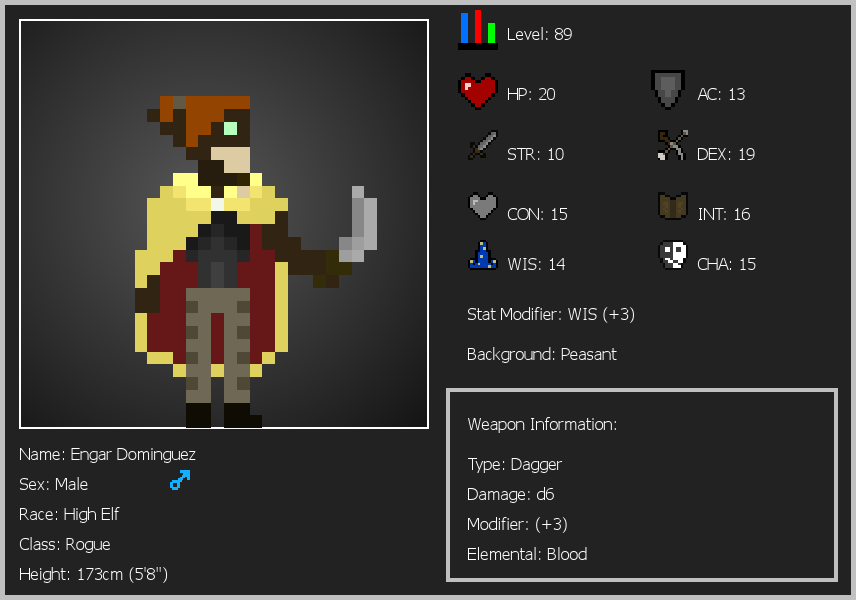 Level: 89
HP: 20
AC: 13
STR: 10
DEX: 19
CON: 15
INT: 16
WIS: 14
CHA: 15
Stat Modifier: WIS (+3)
Background: Peasant
Weapon Information:
Type: Dagger
Damage: d6
Modifier: (+3)
Elemental: Blood
Name: Engar Dominguez
Sex: Male
Race: High Elf
Class: Rogue
Height: 173cm (5'8")